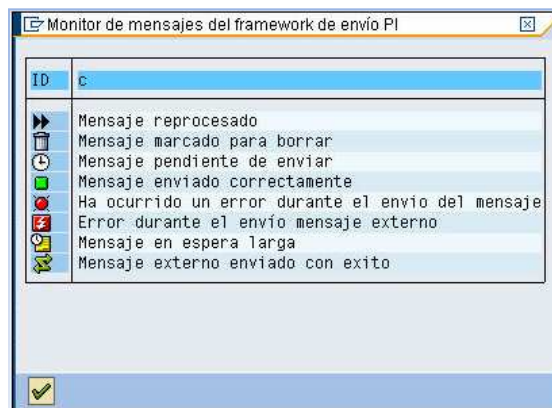 Monitor de mensajes del framework de envío PI
ID c
Mensaje reprocesado
Mensaje marcado para borrar
Mensaje pendiente de enviar
Mensaje enviado correctamente
Ha ocurrido un error durante el envio del mensaje
Error durante el envío mensaje externo
Mensaje en espera larga
Mensaje externo enviado con exito